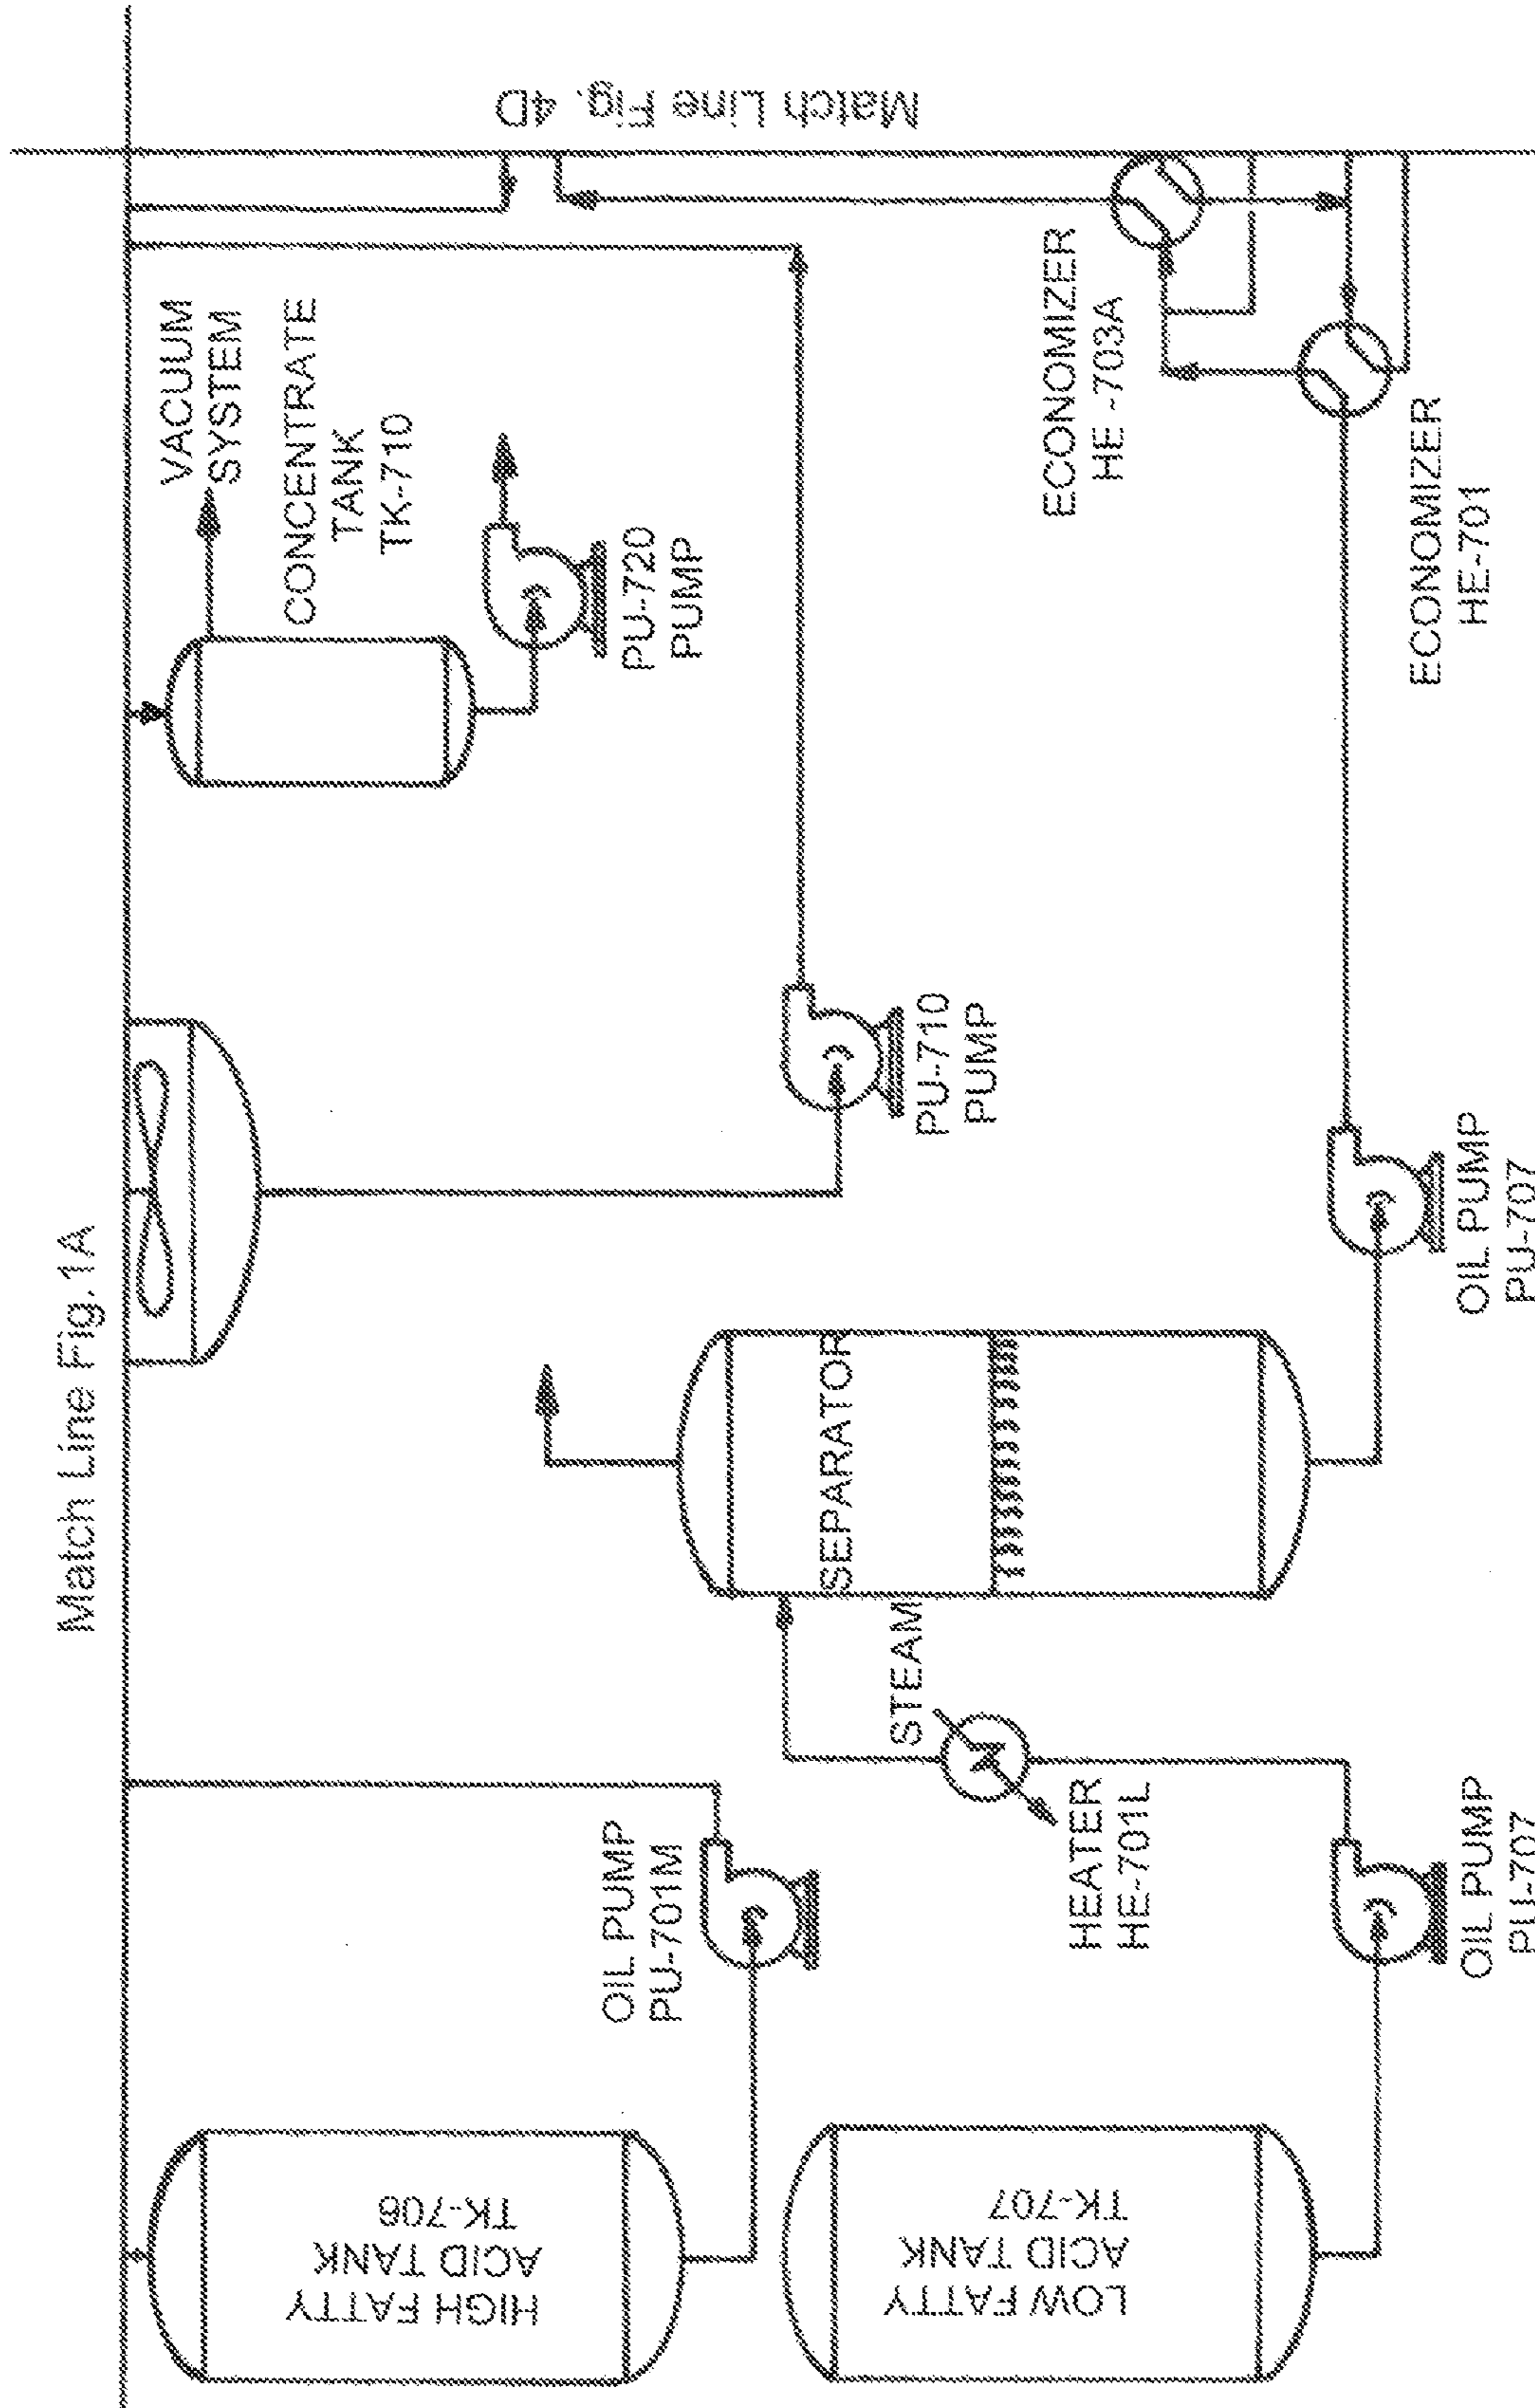 Match Line Fig. 1A
Match Line Fig. 4D
VACUUM
SYSTEM
CONCENTRATE
TANK
TK-710
PU-720
PUMP
PU-710
PUMP
ECONOMIZER
HE -703A
ECONOMIZER
HE-701
OIL PUMP
PU-707
SEPARATOR
STEAM
HEATER
HE-701L
OIL PUMP
PU-701M
OIL PUMP
PU-707
HIGH FATTY
ACID TANK
TK-706
LOW FATTY
ACID TANK
TK-707